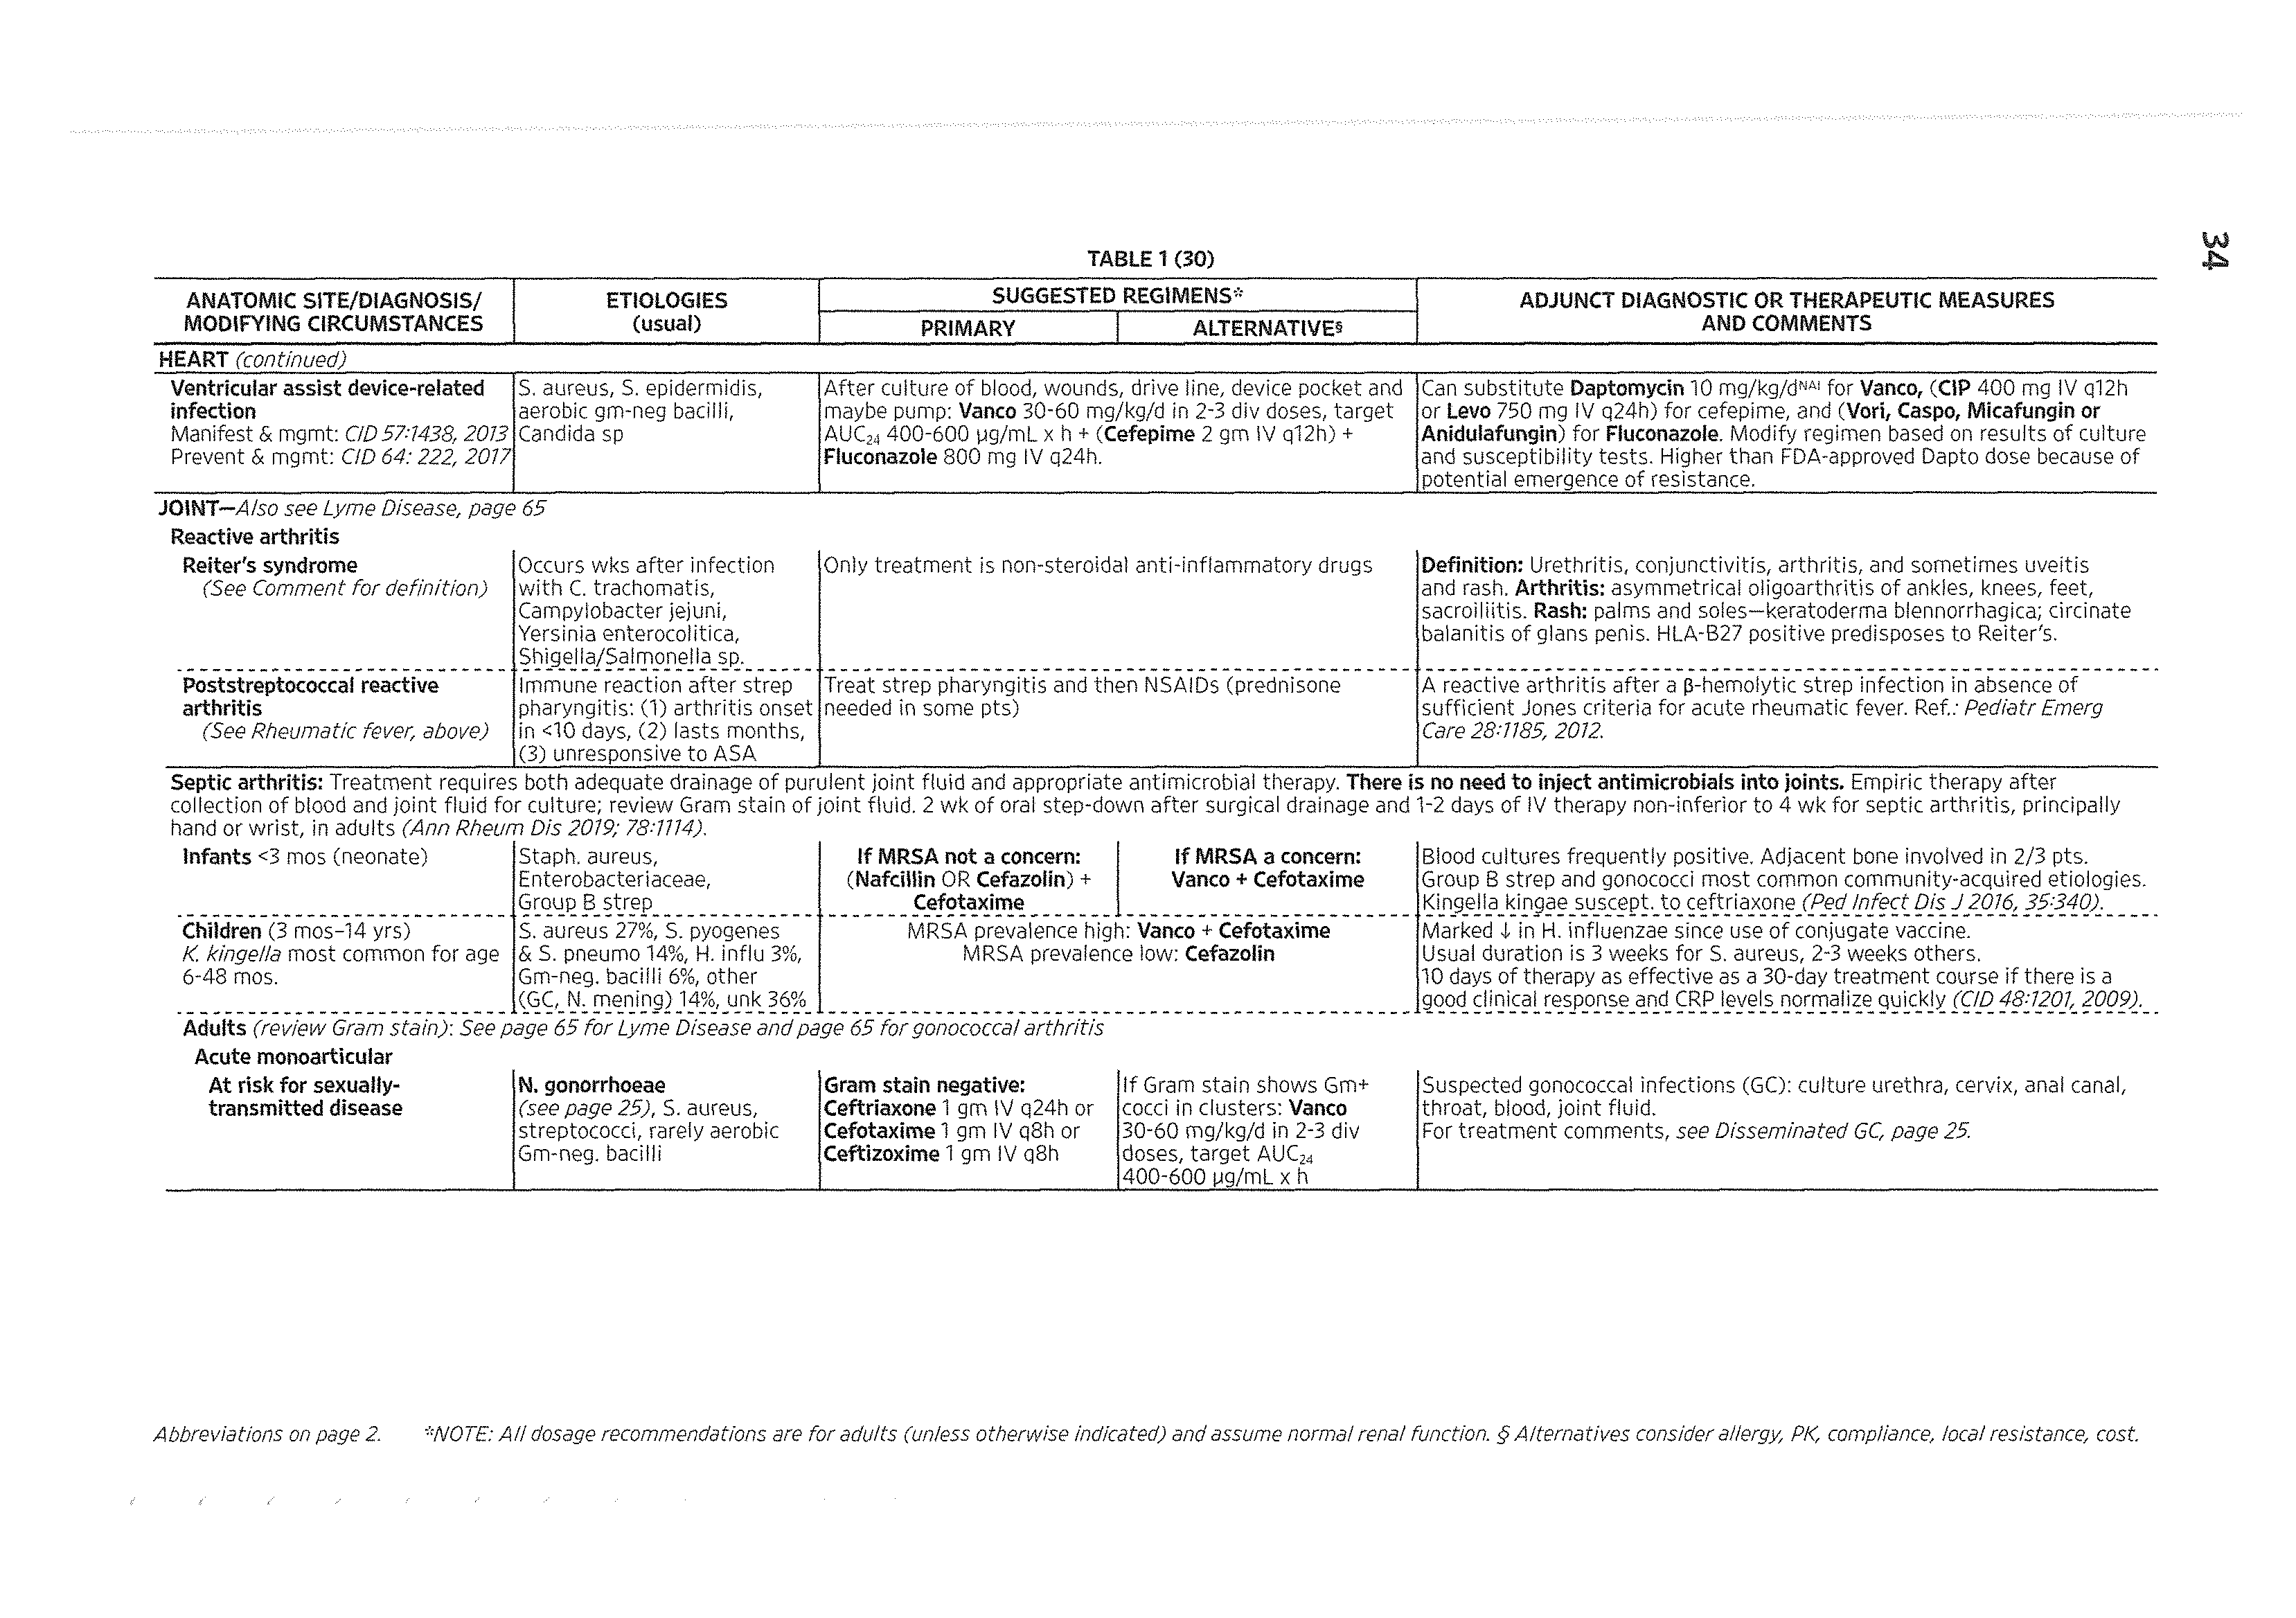 34
TABLE 1 (30)
ANATOMIC SITE/DIAGNOSIS/
MODIFYING CIRCUMSTANCES
ETIOLOGIES
(usual)
SUGGESTED REGIMENS*
PRIMARY
ALTERNATIVE§
ADJUNCT DIAGNOSTIC OR THERAPEUTIC MEASURES
AND COMMENTS
HEART (continued)
Ventricular assist device-related
infection
Manifest & mgmt: CID 57:1438, 2013
Prevent & mgmt: CID 64: 222, 2017
S. aureus, S. epidermidis,
aerobic gm-neg bacilli,
Candida sp
After culture of blood, wounds, drive line, device pocket and
maybe pump: Vanco 30-60 mg/kg/d in 2-3 div doses, target
AUC₂₄ 400-600 µg/mL x h + (Cefepime 2 gm IV q12h) +
Fluconazole 800 mg IV q24h.
Can substitute Daptomycin 10 mg/kg/dᴺᴬᴵ for Vanco, (CIP 400 mg IV q12h
or Levo 750 mg IV q24h) for cefepime, and (Vori, Caspo, Micafungin or
Anidulafungin) for Fluconazole. Modify regimen based on results of culture
and susceptibility tests. Higher than FDA-approved Dapto dose because of
potential emergence of resistance.
JOINT—Also see Lyme Disease, page 65
Reactive arthritis
Reiter's syndrome
(See Comment for definition)
Occurs wks after infection
with C. trachomatis,
Campylobacter jejuni,
Yersinia enterocolitica,
Shigella/Salmonella sp.
Only treatment is non-steroidal anti-inflammatory drugs
Definition: Urethritis, conjunctivitis, arthritis, and sometimes uveitis
and rash. Arthritis: asymmetrical oligoarthritis of ankles, knees, feet,
sacroiliitis. Rash: palms and soles—keratoderma blennorrhagica; circinate
balanitis of glans penis. HLA-B27 positive predisposes to Reiter's.
Poststreptococcal reactive
arthritis
(See Rheumatic fever, above)
Immune reaction after strep
pharyngitis: (1) arthritis onset
in <10 days, (2) lasts months,
(3) unresponsive to ASA
Treat strep pharyngitis and then NSAIDs (prednisone
needed in some pts)
A reactive arthritis after a β-hemolytic strep infection in absence of
sufficient Jones criteria for acute rheumatic fever. Ref.: Pediatr Emerg
Care 28:1185, 2012.
Septic arthritis: Treatment requires both adequate drainage of purulent joint fluid and appropriate antimicrobial therapy. There is no need to inject antimicrobials into joints. Empiric therapy after
collection of blood and joint fluid for culture; review Gram stain of joint fluid. 2 wk of oral step-down after surgical drainage and 1-2 days of IV therapy non-inferior to 4 wk for septic arthritis, principally
hand or wrist, in adults (Ann Rheum Dis 2019; 78:1114).
Infants <3 mos (neonate)
Staph. aureus,
Enterobacteriaceae,
Group B strep
If MRSA not a concern:
(Nafcillin OR Cefazolin) +
Cefotaxime
If MRSA a concern:
Vanco + Cefotaxime
Blood cultures frequently positive. Adjacent bone involved in 2/3 pts.
Group B strep and gonococci most common community-acquired etiologies.
Kingella kingae suscept. to ceftriaxone (Ped Infect Dis J 2016, 35:340).
Children (3 mos-14 yrs)
K. kingella most common for age
6-48 mos.
S. aureus 27%, S. pyogenes
& S. pneumo 14%, H. influ 3%,
Gm-neg. bacilli 6%, other
(GC, N. mening) 14%, unk 36%
MRSA prevalence high: Vanco + Cefotaxime
MRSA prevalence low: Cefazolin
Marked ↓ in H. influenzae since use of conjugate vaccine.
Usual duration is 3 weeks for S. aureus, 2-3 weeks others.
10 days of therapy as effective as a 30-day treatment course if there is a
good clinical response and CRP levels normalize quickly (CID 48:1201, 2009).
Adults (review Gram stain): See page 65 for Lyme Disease and page 65 for gonococcal arthritis
Acute monoarticular
At risk for sexually-
transmitted disease
N. gonorrhoeae
(see page 25), S. aureus,
streptococci, rarely aerobic
Gm-neg. bacilli
Gram stain negative:
Ceftriaxone 1 gm IV q24h or
Cefotaxime 1 gm IV q8h or
Ceftizoxime 1 gm IV q8h
If Gram stain shows Gm+
cocci in clusters: Vanco
30-60 mg/kg/d in 2-3 div
doses, target AUC₂₄
400-600 µg/mL x h
Suspected gonococcal infections (GC): culture urethra, cervix, anal canal,
throat, blood, joint fluid.
For treatment comments, see Disseminated GC, page 25.
Abbreviations on page 2. *NOTE: All dosage recommendations are for adults (unless otherwise indicated) and assume normal renal function. § Alternatives consider allergy, PK, compliance, local resistance, cost.